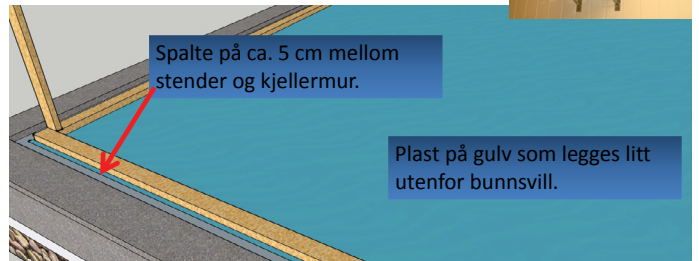 Spalte på ca. 5 cm mellom
stender og kjellermur.
Plast på gulv som legges litt
utenfor bunnsvill.